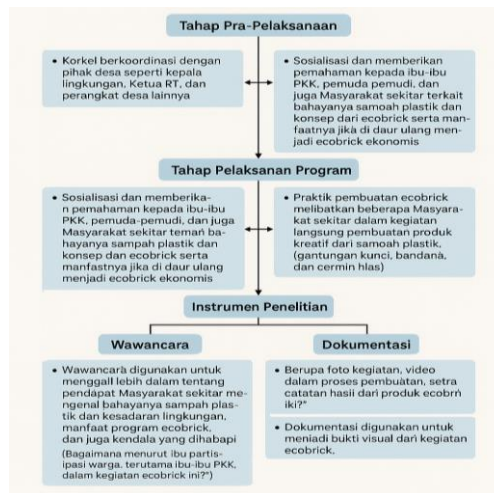 Tahap Pra-Pelaksanaan
• Korkel berkoordinasi dengan
pihak desa seperti kepala
lingkungan, Ketua RT, dan
perangkat desa lainnya
• Sosialisasi dan memberikan
pemahaman kepada ibu-ibu
PKK, pemuda pemudi, dan
juga Masyarakat sekitar terkait
bahayanya samoah plastik dan
konsep dari ecobrick serta man-
faatnya jika di daur ulang men-
jadi ecobrick ekonomis
Tahap Pelaksanan Program
• Sosialisasi dan memberika-
n pemahaman kepada ibu-ibu
PKK, pemuda-pemudi, dan juga
Masyarakat sekitar temań ba-
hayanya sampah plastik dan
konsep dan ecobrick serta
manfastnya jika di daur ulang
menjadi ecobrick ekonomis
• Praktik pembuatan ecobrick
melibatkan beberapa Masyara-
kat sekitar dalam kegiatan
langsung pembuatan produk
kreatif dari samoah plastik,
(gantungan kunci, bandana,
dan cermin hlas)
Instrumen Penelitian
Wawancara
• Wawancarà digunakan untuk
menggall lebih dalam tentang
pendapat Masyarakat sekitar me-
ngenal bahayanya sampah plas-
tik dan kesadaran lingkungan,
manfaat program ecobrick,
dan juga kendala yang dihabapi
(Bagaimana menurut ibu partis-
ipasi warga, terutama ibu-ibu PKK,
dalam kegiatan ecobrick ini?")
Dokumentasi
• Berupa foto kegiatan, video
dalam proses pembuatan, setra
catatan hasii dari produk ecobrń
iki?"
• Dokumentasi digunakan untuk
meniadi bukti visual dari kegiatan
ecobrick.